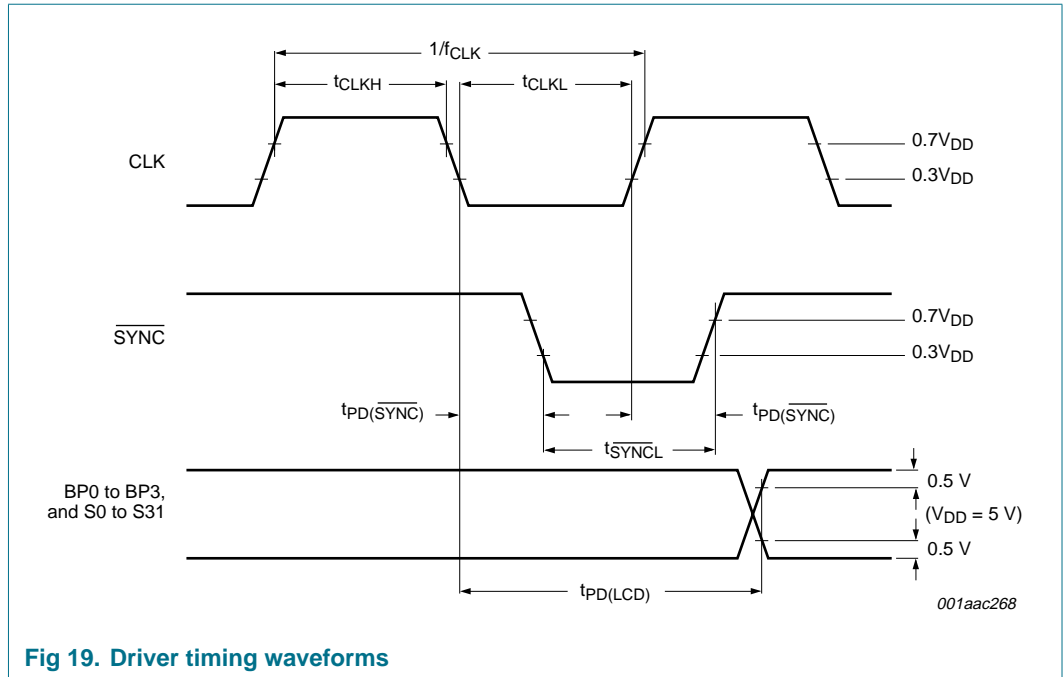 1/fCLK
tCLKH
tCLKL
CLK
0.7VDD
0.3VDD
SYNC
0.7VDD
0.3VDD
tPD(SYNC)
tPD(SYNC)
tSYNCL
BP0 to BP3,
and S0 to S31
0.5 V
(VDD = 5 V)
0.5 V
tPD(LCD)
001aac268
Fig 19. Driver timing waveforms